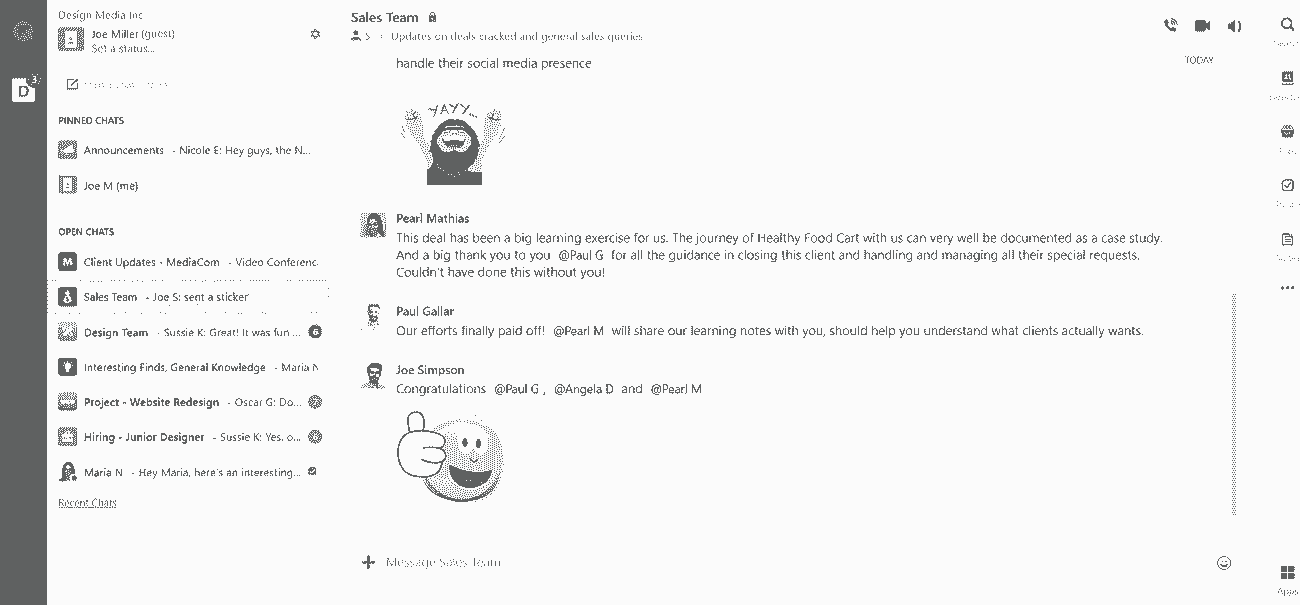 Design Media Inc
Joe Miller (guest)
Set a status...
3
D
PINNED CHATS
Announcements - Nicole E: Hey guys, the N...
Joe M (me)
OPEN CHATS
M
Client Updates - MediaCom - Video Conferenc
Sales Team - Joe S: sent a sticker
Design Team - Sussie K: Great! It was fun ... 6
Interesting Finds, General Knowledge - Maria N
Project - Website Redesign - Oscar G: Do...
Hiring - Junior Designer - Sussie K: Yes, o...
Maria N - Hey Maria, here's an interesting...
Recent Chats
Sales Team
5 Updates on deals cracked and general sales queries
TODAY
handle their social media presence
YAYY...
Pearl Mathias
This deal has been a big learning exercise for us. The journey of Healthy Food Cart with us can very well be documented as a case study.
And a big thank you to you @Paul G for all the guidance in closing this client and handling and managing all their special requests.
Couldn't have done this without you!
Paul Gallar
Our efforts finally paid off! @Pearl M will share our learning notes with you, should help you understand what clients actually wants.
Joe Simpson
Congratulations @Paul G , @Angela D and @Pearl M
Message Sales Team
Apps